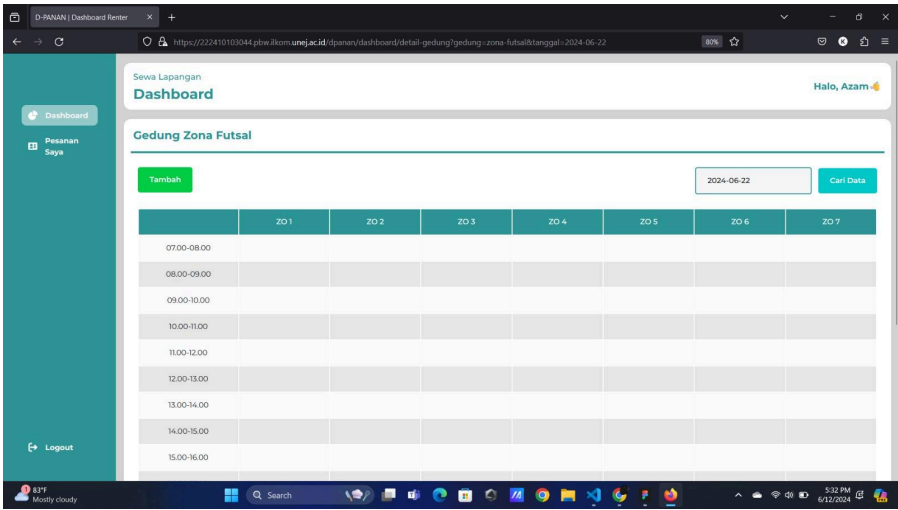 D-PANAN | Dashboard Renter
https://222410103044.pbw.ilkom.unej.ac.id/dpanan/dashboard/detail-gedung?gedung=zona-futsal&tanggal=2024-06-22
80%
Sewa Lapangan
Dashboard
Halo, Azam
Dashboard
Pesanan
Saya
Logout
Gedung Zona Futsal
Tambah
2024-06-22
Cari Data
ZO 1 ZO 2 ZO 3 ZO 4 ZO 5 ZO 6 ZO 7
07.00-08.00
08.00-09.00
09.00-10.00
10.00-11.00
11.00-12.00
12.00-13.00
13.00-14.00
14.00-15.00
15.00-16.00
1
83°F
Mostly cloudy
Search
5:32 PM
6/12/2024